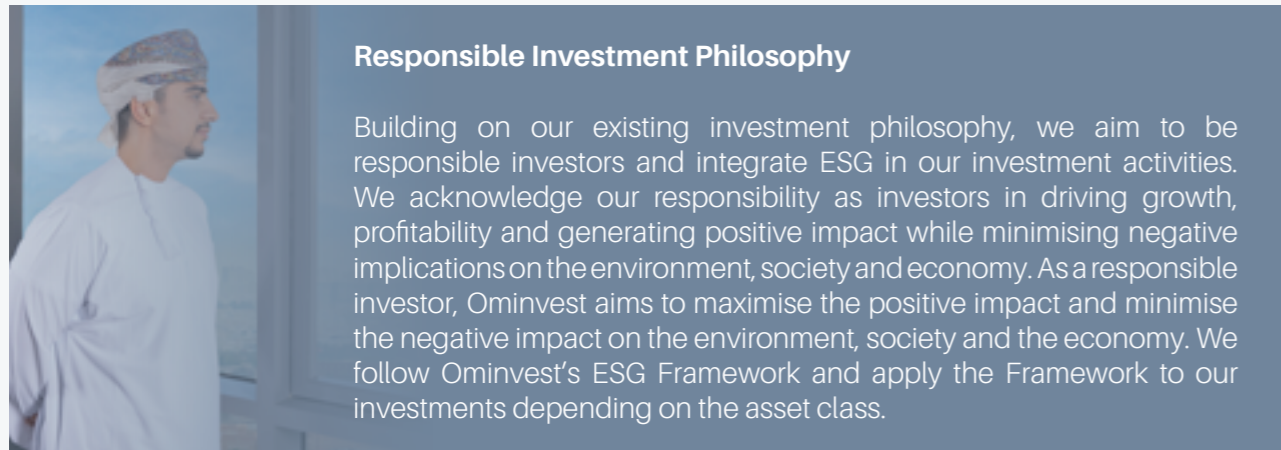 Responsible Investment Philosophy
Building on our existing investment philosophy, we aim to be
responsible investors and integrate ESG in our investment activities.
We acknowledge our responsibility as investors in driving growth,
profitability and generating positive impact while minimising negative
implications on the environment, society and economy. As a responsible
investor, Ominvest aims to maximise the positive impact and minimise
the negative impact on the environment, society and the economy. We
follow Ominvest’s ESG Framework and apply the Framework to our
investments depending on the asset class.